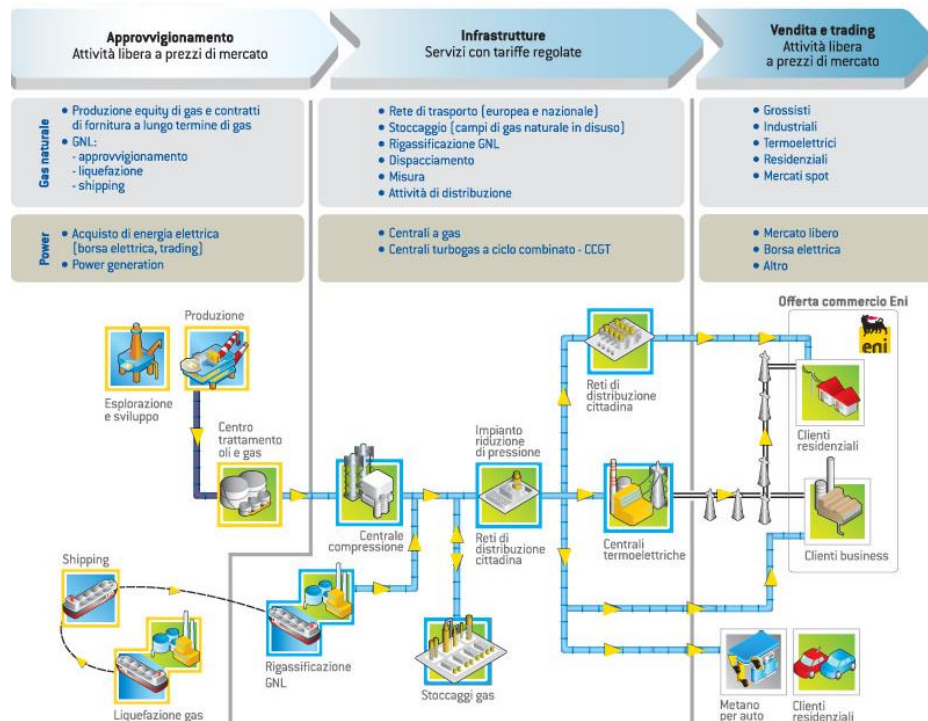 Approvvigionamento
Attività libera a prezzi di mercato
Infrastrutture
Servizi con tariffe regolate
Vendita e trading
Attività libera
a prezzi di mercato
Gas naturale
• Produzione equity di gas e contratti
di fornitura a lungo termine di gas
• GNL:
- approvvigionamento
- liquefazione
- shipping
• Rete di trasporto (europea e nazionale)
• Stoccaggio (campi di gas naturale in disuso)
• Rigassificazione GNL
• Dispacciamento
• Misura
• Attività di distribuzione
• Grossisti
• Industriali
• Termoelettrici
• Residenziali
• Mercati spot
Power
• Acquisto di energia elettrica
(borsa elettrica, trading)
• Power generation
• Centrali a gas
• Centrali turbogas a ciclo combinato - CCGT
• Mercato libero
• Borsa elettrica
• Altro
Offerta commercio Eni
eni
Produzione
Esplorazione
e sviluppo
Centro
trattamento
oli e gas
Centrale
compressione
Impianto
riduzione
di pressione
Reti di
distribuzione
cittadina
Reti di
distribuzione
cittadina
Centrali
termoelettriche
Clienti
residenziali
Clienti business
Shipping
Liquefazione gas
Rigassificazione
GNL
Stoccaggi gas
Metano
per auto
Clienti
residenziali